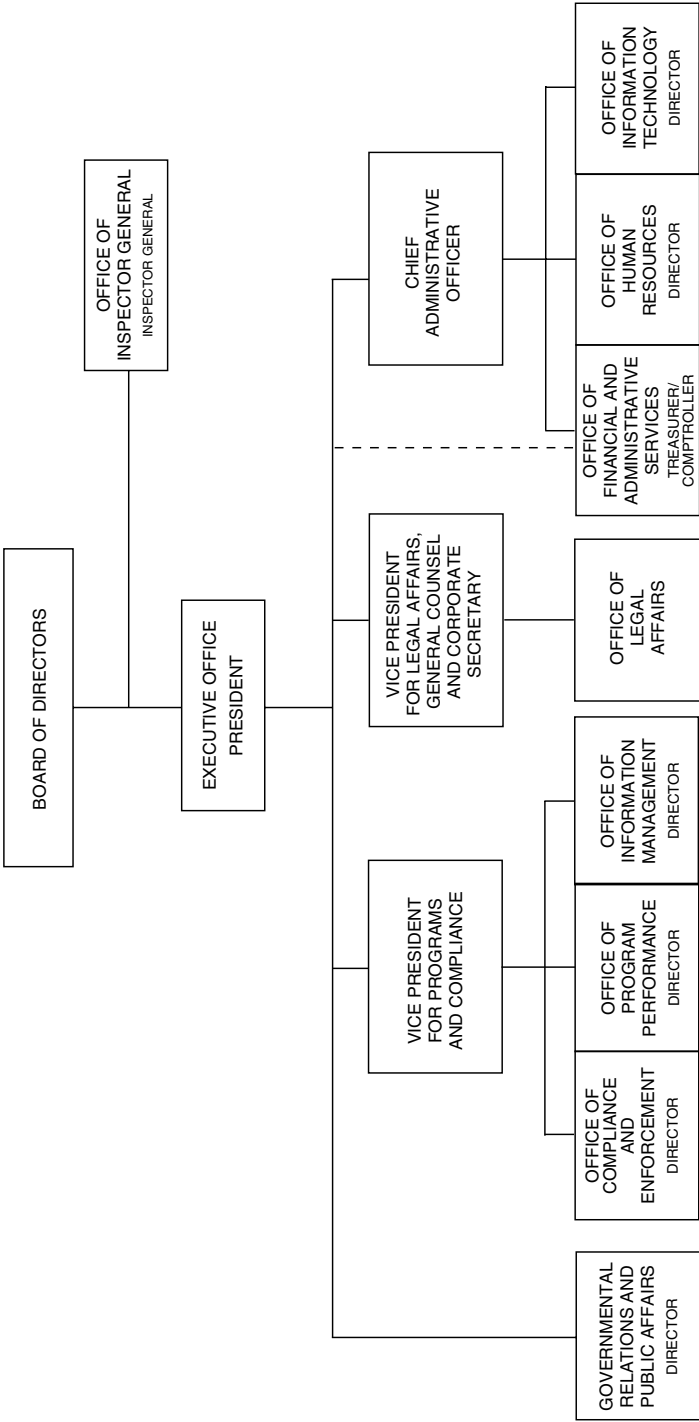 BOARD OF DIRECTORS
OFFICE OF
INSPECTOR GENERAL
INSPECTOR GENERAL
EXECUTIVE OFFICE
PRESIDENT
VICE PRESIDENT
FOR PROGRAMS
AND COMPLIANCE
VICE PRESIDENT
FOR LEGAL AFFAIRS,
GENERAL COUNSEL
AND CORPORATE
SECRETARY
CHIEF
ADMINISTRATIVE
OFFICER
GOVERNMENTAL
RELATIONS AND
PUBLIC AFFAIRS
DIRECTOR
OFFICE OF
COMPLIANCE
AND
ENFORCEMENT
DIRECTOR
OFFICE OF
PROGRAM
PERFORMANCE
DIRECTOR
OFFICE OF
INFORMATION
MANAGEMENT
DIRECTOR
OFFICE OF
LEGAL
AFFAIRS
OFFICE OF
FINANCIAL AND
ADMINISTRATIVE
SERVICES
TREASURER/
COMPTROLLER
OFFICE OF
HUMAN
RESOURCES
DIRECTOR
OFFICE OF
INFORMATION
TECHNOLOGY
DIRECTOR